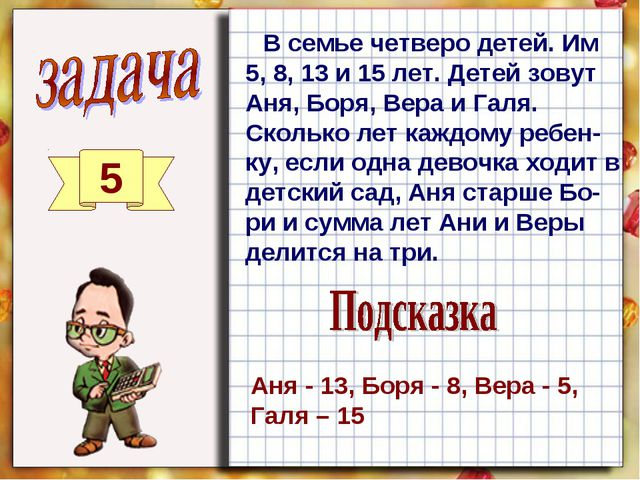 задача
5
В семье четверо детей. Им
5, 8, 13 и 15 лет. Детей зовут
Аня, Боря, Вера и Галя.
Сколько лет каждому ребен-
ку, если одна девочка ходит в
детский сад, Аня старше Бо-
ри и сумма лет Ани и Веры
делится на три.
Подсказка
Аня - 13, Боря - 8, Вера - 5,
Галя – 15